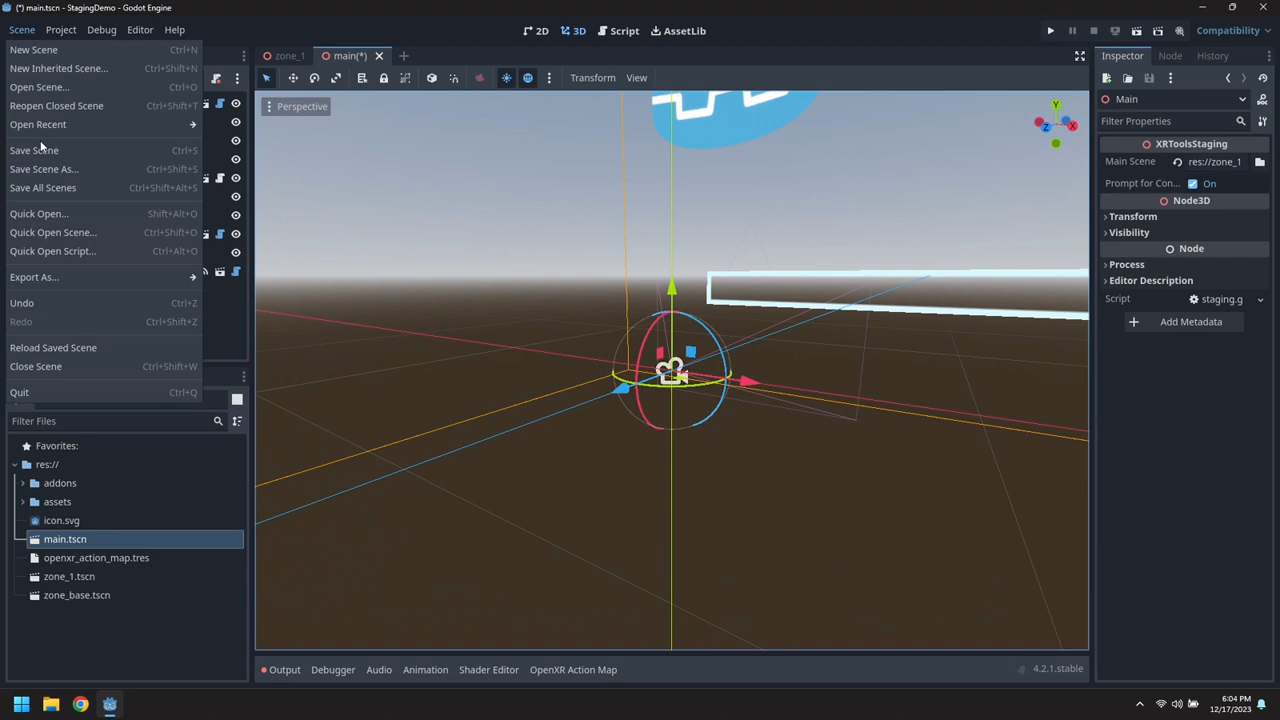 (*) main.tscn - StagingDemo - Godot Engine
Scene Project Debug Editor Help
2D 3D Script AssetLib
Compatibility
New Scene Ctrl+N
New Inherited Scene... Ctrl+Shift+N
Open Scene... Ctrl+O
Reopen Closed Scene Ctrl+Shift+T
Open Recent
Save Scene Ctrl+S
Save Scene As... Ctrl+Shift+S
Save All Scenes Ctrl+Shift+Alt+S
Quick Open... Shift+Alt+O
Quick Open Scene... Ctrl+Shift+O
Quick Open Script... Ctrl+Alt+O
Export As...
Undo Ctrl+Z
Redo Ctrl+Shift+Z
Reload Saved Scene
Close Scene Ctrl+Shift+W
Quit Ctrl+Q
Filter Files
Favorites:
res://
addons
assets
icon.svg
main.tscn
openxr_action_map.tres
zone_1.tscn
zone_base.tscn
zone_1 main(*)
Transform View
Perspective
Y
Z X
Output Debugger Audio Animation Shader Editor OpenXR Action Map
4.2.1.stable
Inspector Node History
Main
Filter Properties
XRToolsStaging
Main Scene res://zone_1
Prompt for Con... On
Node3D
Transform
Visibility
Node
Process
Editor Description
Script staging.g
Add Metadata
6:04 PM
12/17/2023